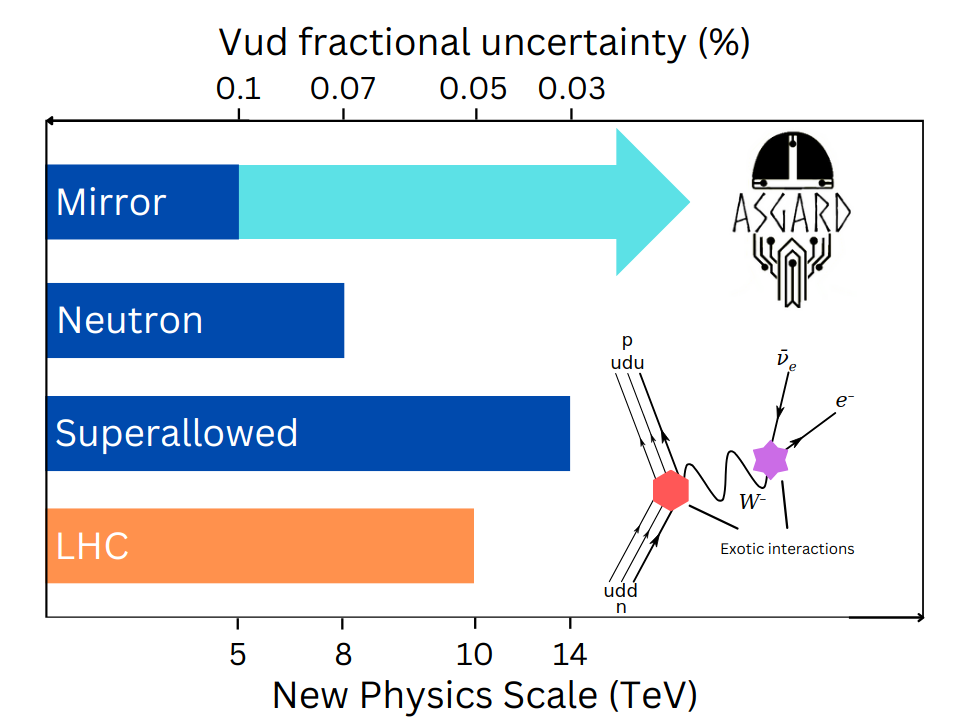 Vud fractional uncertainty (%)
0.1 0.07 0.05 0.03
Mirror
ASGARD
Neutron
p
udu
ν̄e
e⁻
Superallowed
W⁻
LHC
Exotic interactions
udd
n
5 8 10 14
New Physics Scale (TeV)